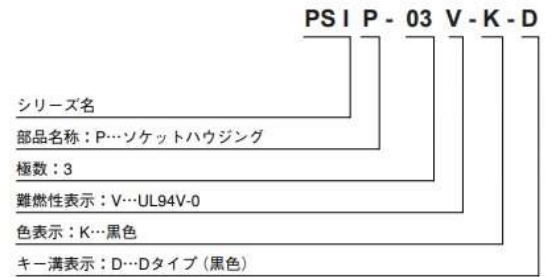 PSI P - 03 V - K - D
シリーズ名
部品名称：P…ソケットハウジング
極数：3
難燃性表示：V…UL94V-0
色表示：K…黒色
キー溝表示：D…Dタイプ（黒色）